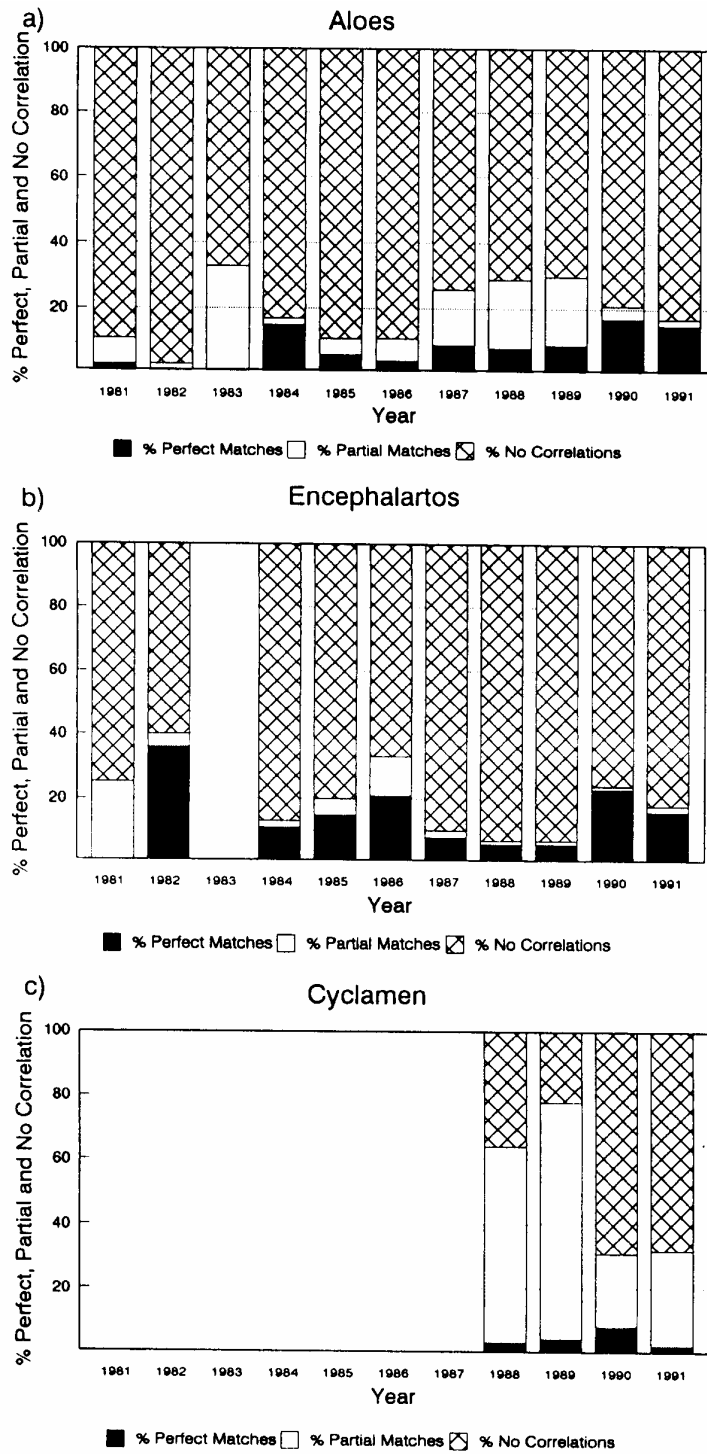 a)
Aloes
% Perfect, Partial and No Correlation
100
80
60
40
20
1981 1982 1983 1984 1985 1986 1987 1988 1989 1990 1991
Year
% Perfect Matches % Partial Matches % No Correlations
b)
Encephalartos
% Perfect, Partial and No Correlation
100
80
60
40
20
1981 1982 1983 1984 1985 1986 1987 1988 1989 1990 1991
Year
% Perfect Matches % Partial Matches % No Correlations
c)
Cyclamen
% Perfect, Partial and No Correlation
100
80
60
40
20
1981 1982 1983 1984 1985 1986 1987 1988 1989 1990 1991
Year
% Perfect Matches % Partial Matches % No Correlations